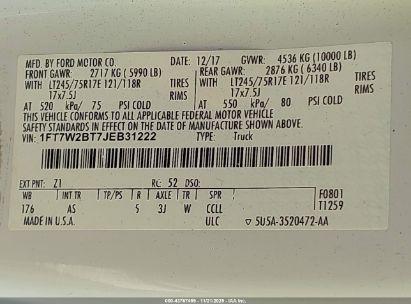 MFD. BY FORD MOTOR CO. 12/17 GVWR: 4536 KG (10000 LB)
FRONT GAWR: 2717 KG (5990 LB) REAR GAWR: 2876 KG (6340 LB)
WITH LT245/75R17E 121/118R TIRES WITH LT245/75R17E 121/118R TIRES
17x7.5J 17x7.5J
AT 520 kPa/ 75 PSI COLD AT 550 kPa/ 80 PSI COLD
THIS VEHICLE CONFORMS TO ALL APPLICABLE FEDERAL MOTOR VEHICLE
SAFETY STANDARDS IN EFFECT ON THE DATE OF MANUFACTURE SHOWN ABOVE.
VIN: 1FT7W2BT7JEB31222 TYPE: Truck
EXT PNT: Z1 RC: 52 DSO: F0801
WB INT TR TP/PS R AXLE TR SPR T1259
176 AS 5 3J W CCLL
MADE IN U.S.A. ULC 5U5A-3520472-AA